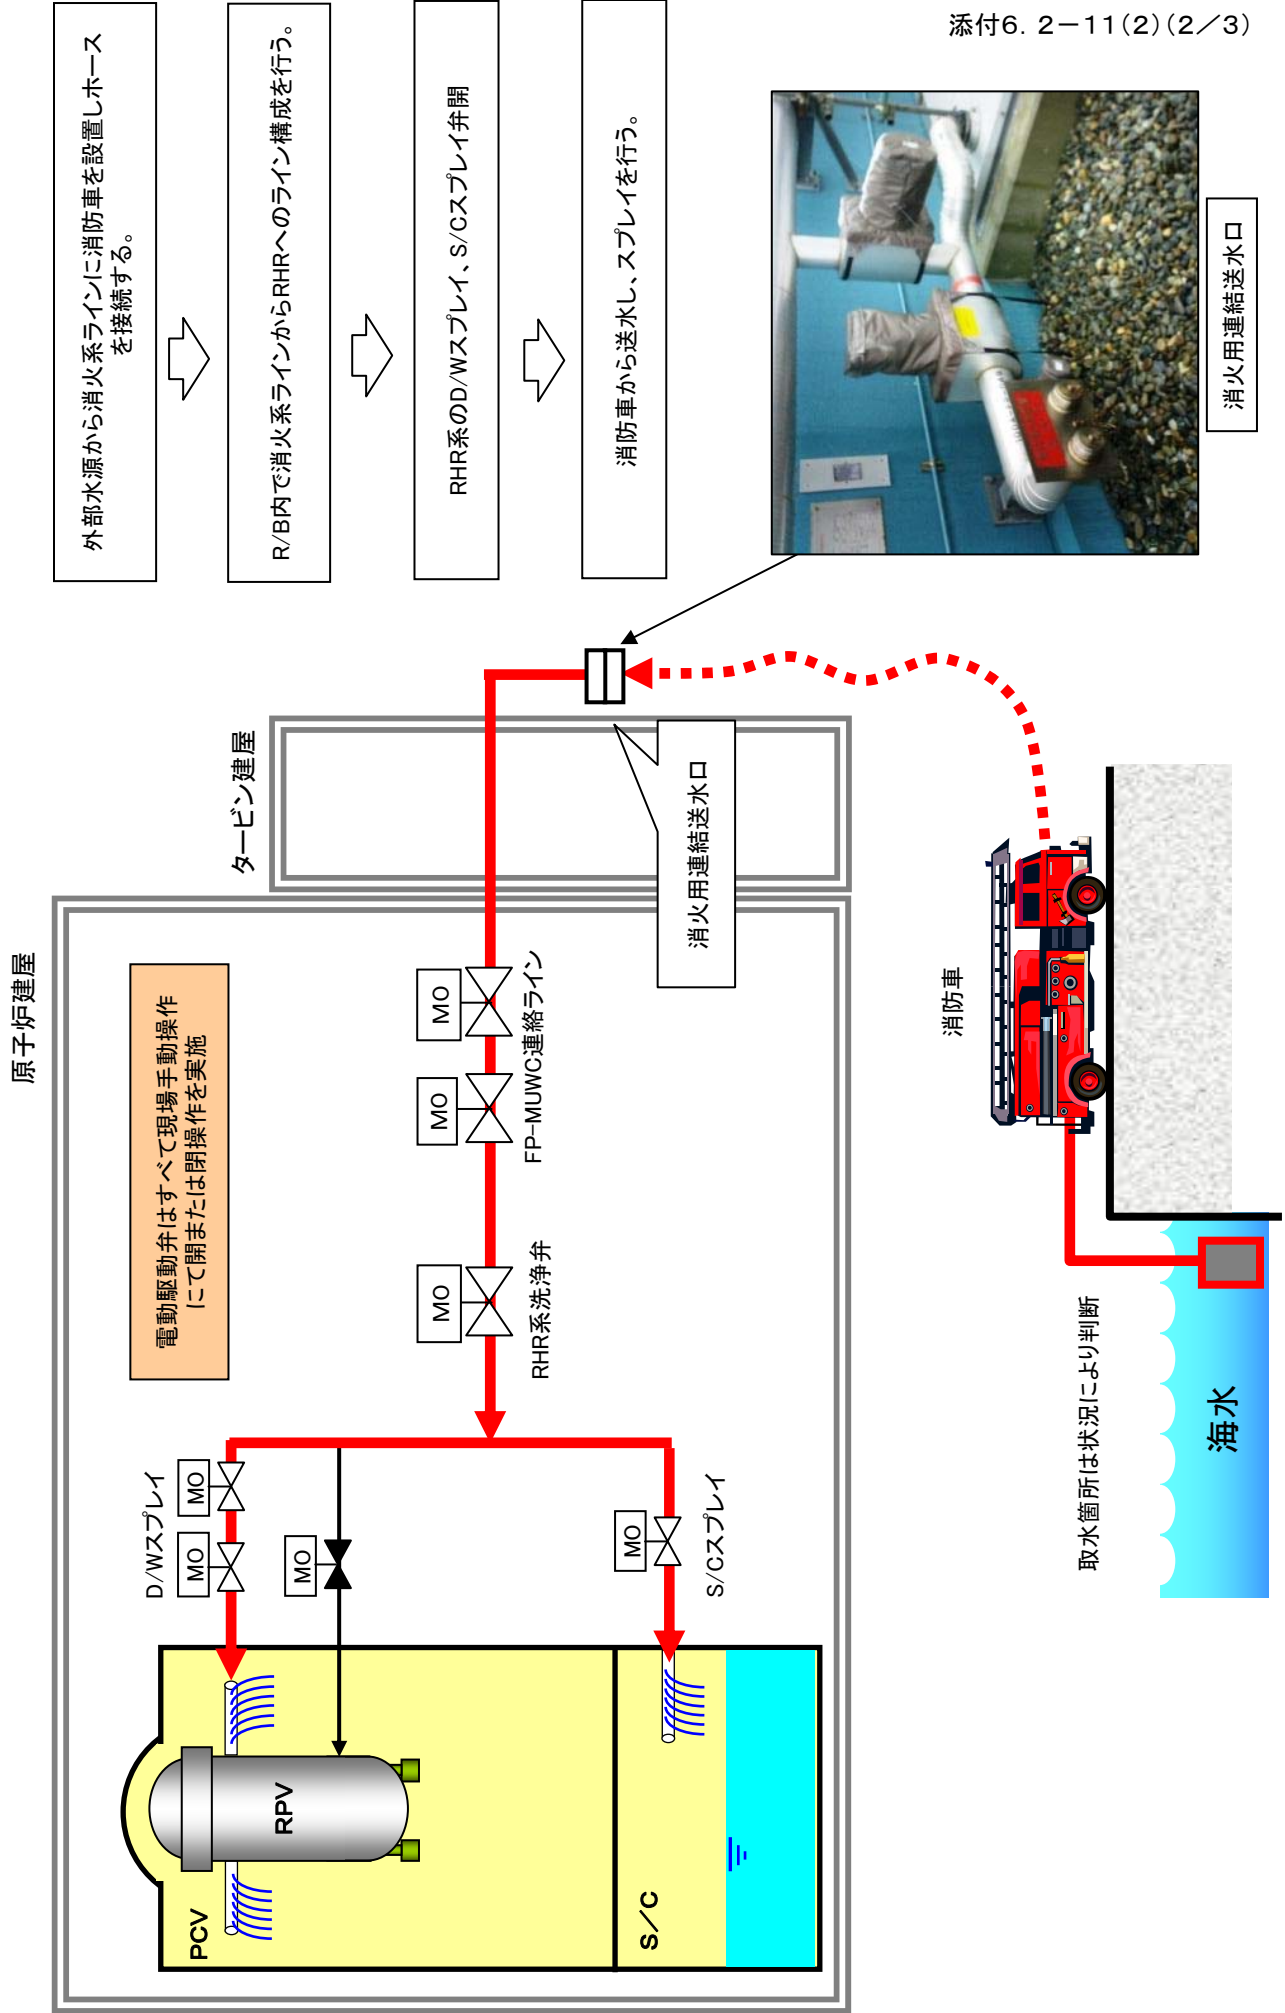 添付6. 2-11(2)(2／3)
外部水源から消火系ラインに消防車を設置しホース
を接続する。
R/B内で消火系ラインからRHRへのライン構成を行う。
RHR系のD/Wスプレイ、S/Cスプレイ弁開
消防車から送水し、スプレイを行う。
消火用連結送水口
原子炉建屋
タービン建屋
電動駆動弁はすべて現場手動操作
にて開または閉操作を実施
消火用連結送水口
MO
MO
FP-MUWC連絡ライン
MO
RHR系洗浄弁
D/Wスプレイ
MO
MO
MO
MO
S/Cスプレイ
PCV
RPV
S／C
消防車
取水箇所は状況により判断
海水